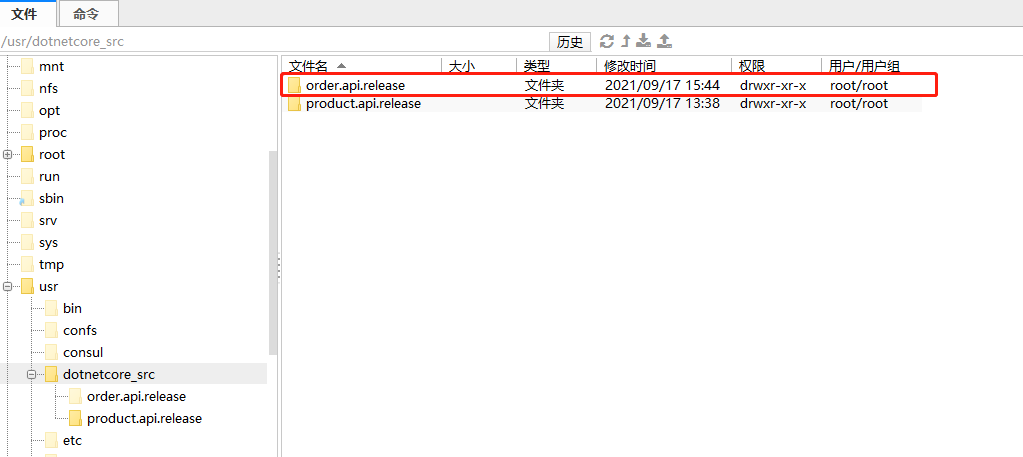 文件 命令
/usr/dotnetcore_src 历史
mnt
nfs
opt
proc
root
run
sbin
srv
sys
tmp
usr
bin
confs
consul
dotnetcore_src
order.api.release
product.api.release
etc
文件名 大小 类型 修改时间 权限 用户/用户组
order.api.release 文件夹 2021/09/17 15:44 drwxr-xr-x root/root
product.api.release 文件夹 2021/09/17 13:38 drwxr-xr-x root/root